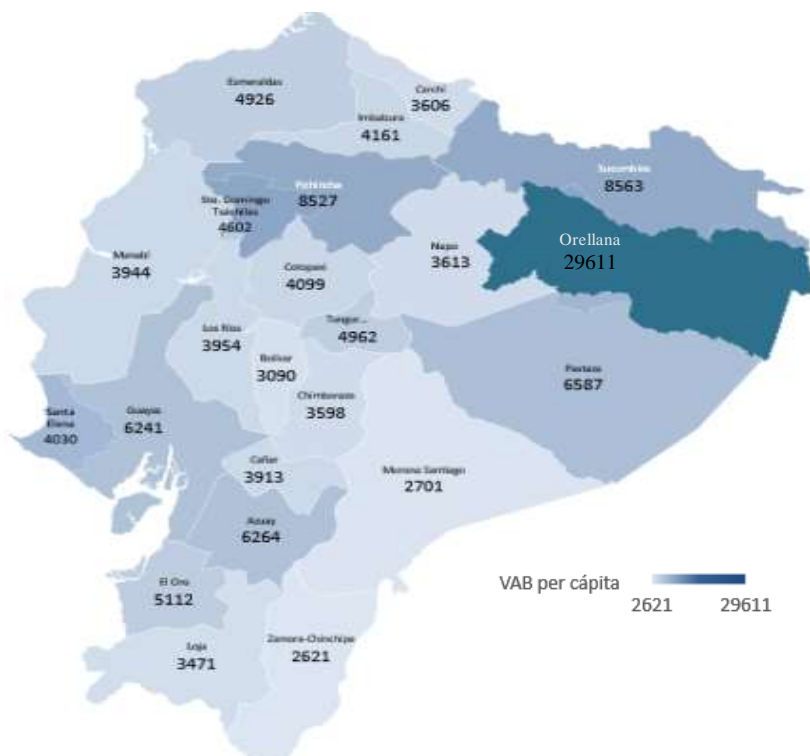 Esmeraldas
4926
Carchi
3606
Imbabura
4161
Sucumbíos
8563
Pichincha
8527
Sto. Domingo
Tsáchilas
4602
Orellana
29611
Napo
3613
Manabí
3944
Cotopaxi
4099
Los Ríos
3954
Tungur...
4962
Bolívar
3090
Pastaza
6587
Chimborazo
3598
Santa
Elena
4030
Guayas
6241
Cañar
3913
Morona Santiago
2701
Azuay
6264
El Oro
5112
VAB per cápita
2621 29611
Loja
3471
Zamora-Chinchipe
2621